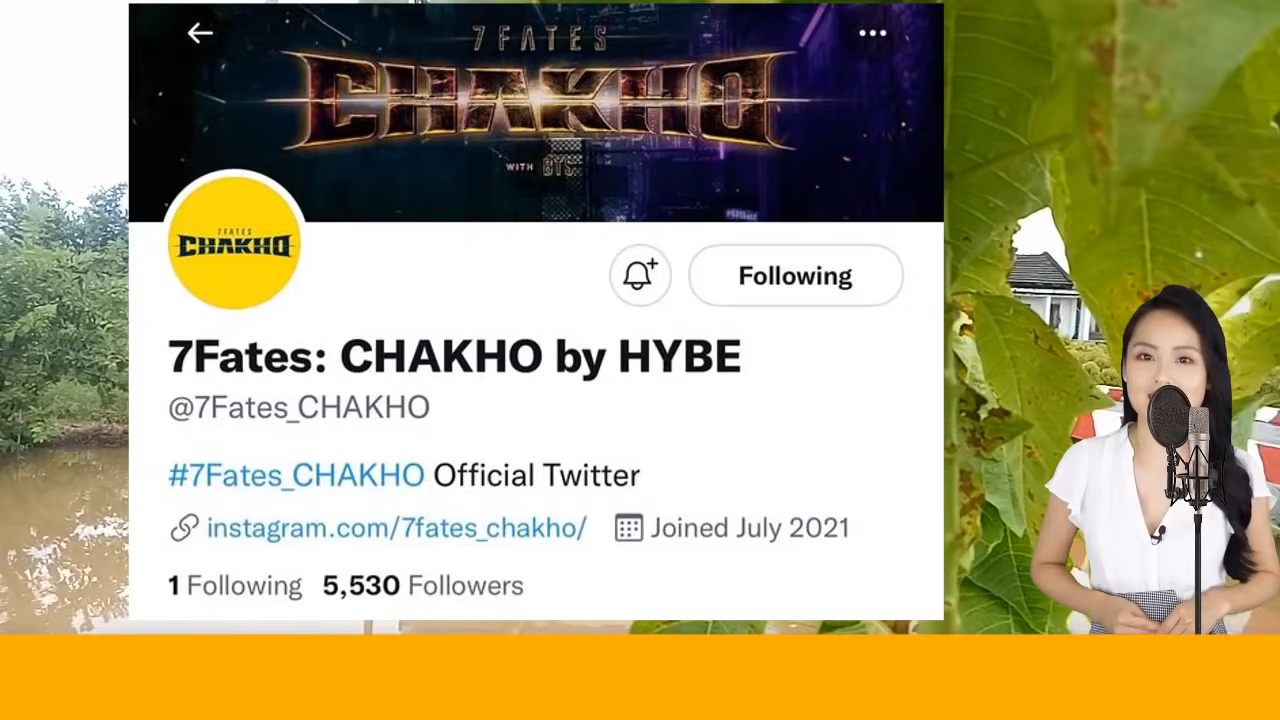 7FATES
CHAKHO
WITH BTS
7FATES
CHAKHO
Following
7Fates: CHAKHO by HYBE
@7Fates_CHAKHO
#7Fates_CHAKHO Official Twitter
instagram.com/7fates_chakho/ Joined July 2021
1 Following 5,530 Followers